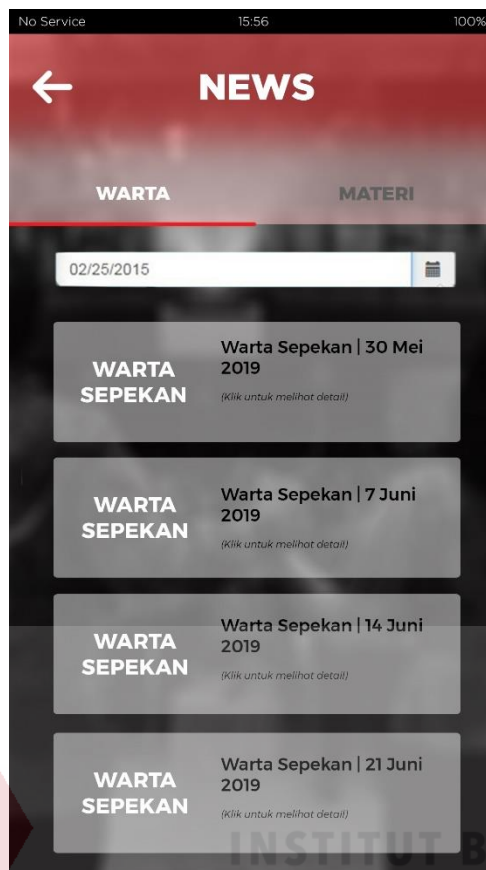 No Service 15:56 100%
NEWS
WARTA MATERI
02/25/2015
WARTA
SEPEKAN
Warta Sepekan | 30 Mei
2019
(Klik untuk melihat detail)
WARTA
SEPEKAN
Warta Sepekan | 7 Juni
2019
(Klik untuk melihat detail)
WARTA
SEPEKAN
Warta Sepekan | 14 Juni
2019
(Klik untuk melihat detail)
WARTA
SEPEKAN
Warta Sepekan | 21 Juni
2019
(Klik untuk melihat detail)
INSTITUT B